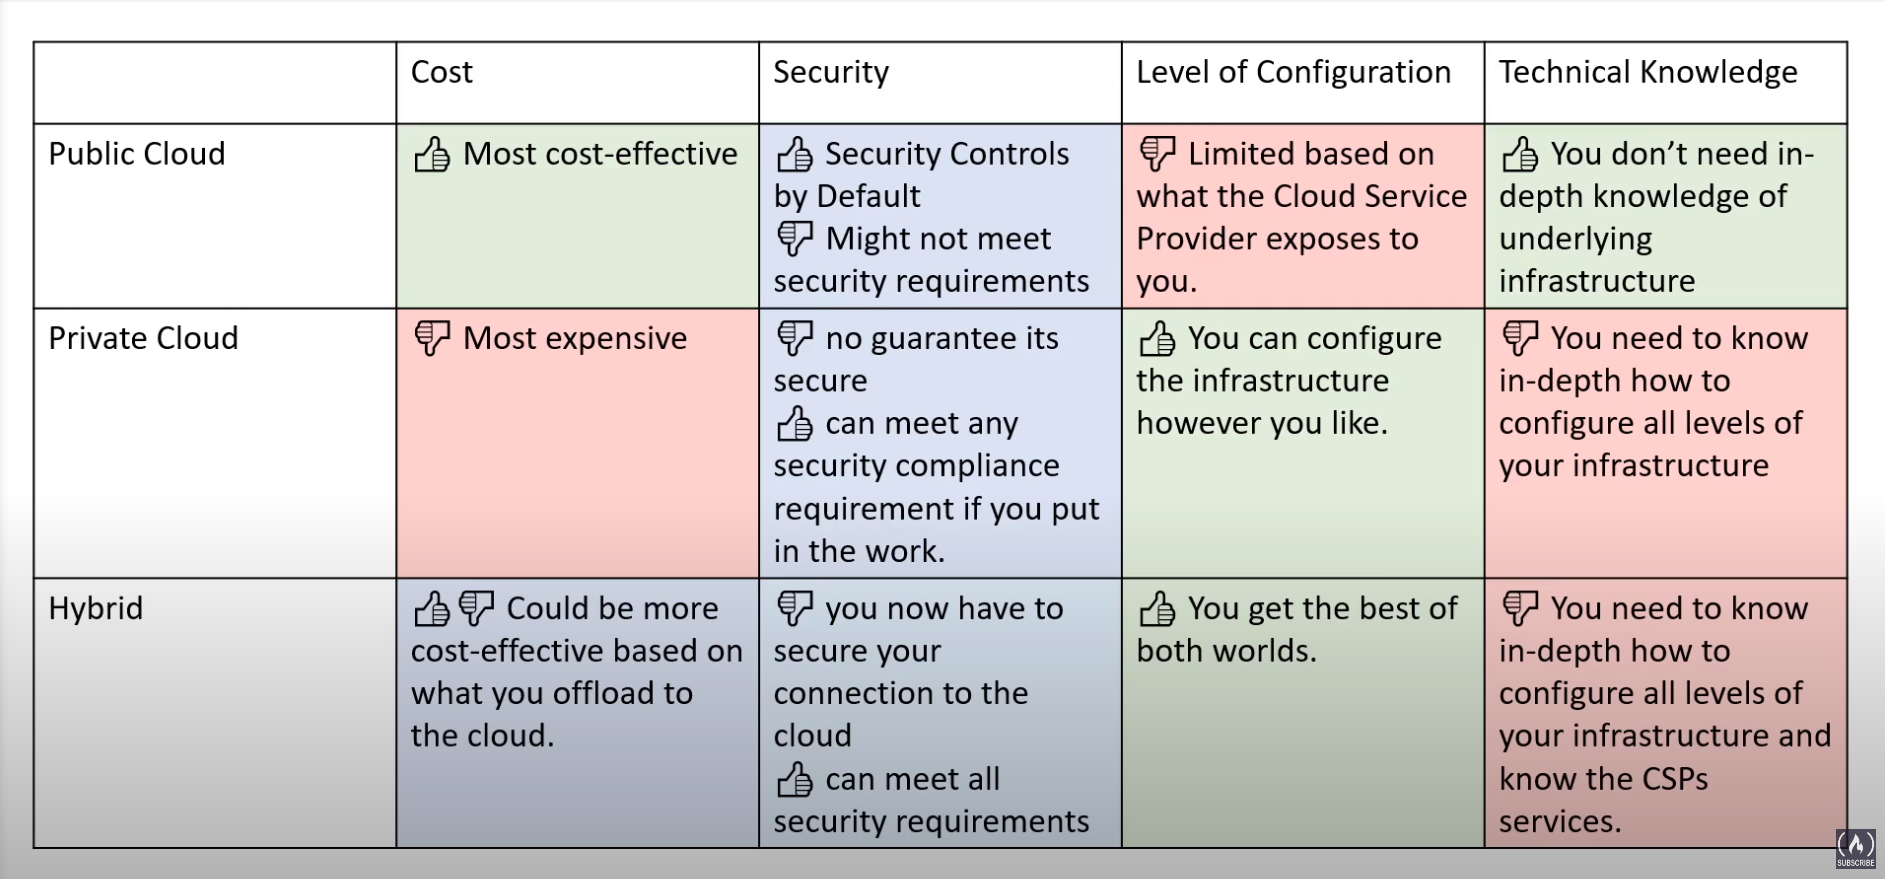 Cost
Security
Level of Configuration
Technical Knowledge
Public Cloud
Most cost-effective
Security Controls
by Default
Might not meet
security requirements
Limited based on
what the Cloud Service
Provider exposes to
you.
You don’t need in-
depth knowledge of
underlying
infrastructure
Private Cloud
Most expensive
no guarantee its
secure
can meet any
security compliance
requirement if you put
in the work.
You can configure
the infrastructure
however you like.
You need to know
in-depth how to
configure all levels of
your infrastructure
Hybrid
Could be more
cost-effective based on
what you offload to
the cloud.
you now have to
secure your
connection to the
cloud
can meet all
security requirements
You get the best of
both worlds.
You need to know
in-depth how to
configure all levels of
your infrastructure and
know the CSPs
services.
SUBSCRIBE